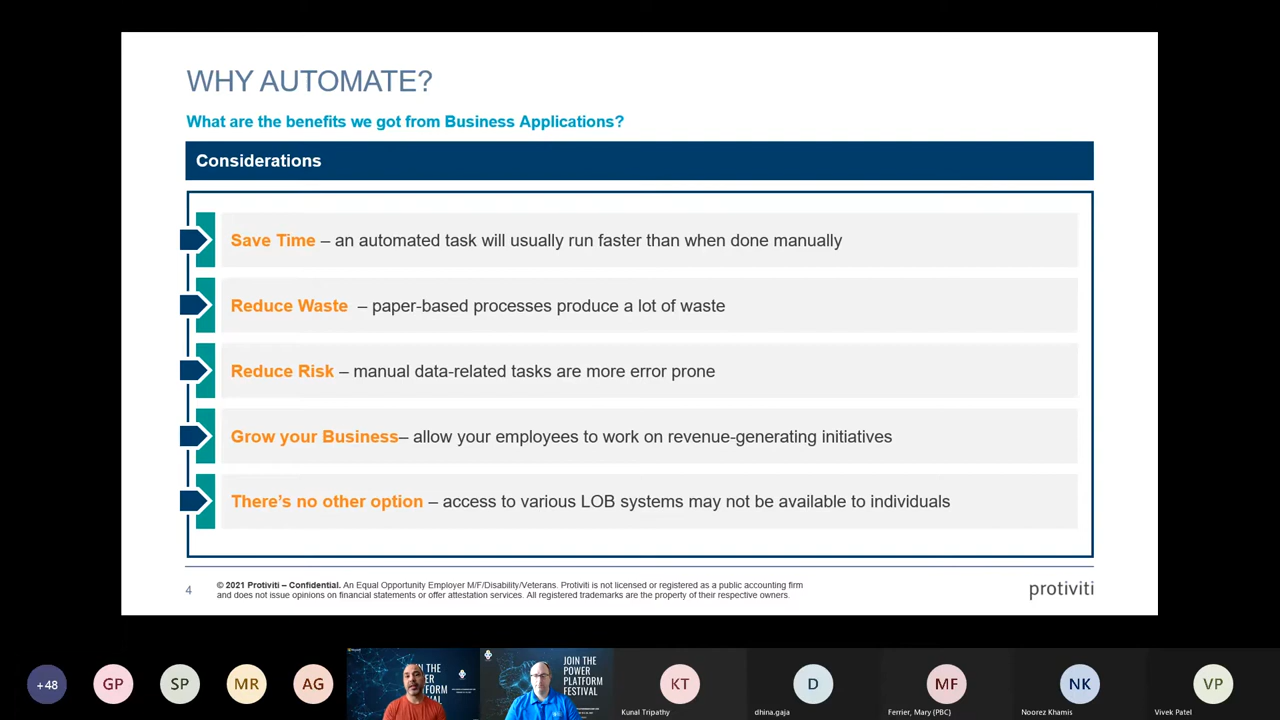 WHY AUTOMATE?
What are the benefits we got from Business Applications?
Considerations
Save Time – an automated task will usually run faster than when done manually
Reduce Waste – paper-based processes produce a lot of waste
Reduce Risk – manual data-related tasks are more error prone
Grow your Business– allow your employees to work on revenue-generating initiatives
There's no other option – access to various LOB systems may not be available to individuals
4
© 2021 Protiviti – Confidential. An Equal Opportunity Employer M/F/Disability/Veterans. Protiviti is not licensed or registered as a public accounting firm
and does not issue opinions on financial statements or offer attestation services. All registered trademarks are the property of their respective owners.
protiviti
+48
GP
SP
MR
AG
JOIN THE
POWER
PLATFORM
FESTIVAL
KT
D
MF
NK
VP
Kunal Tripathy
dhina.gaja
Ferrier, Mary (PBC)
Noorez Khamis
Vivek Patel